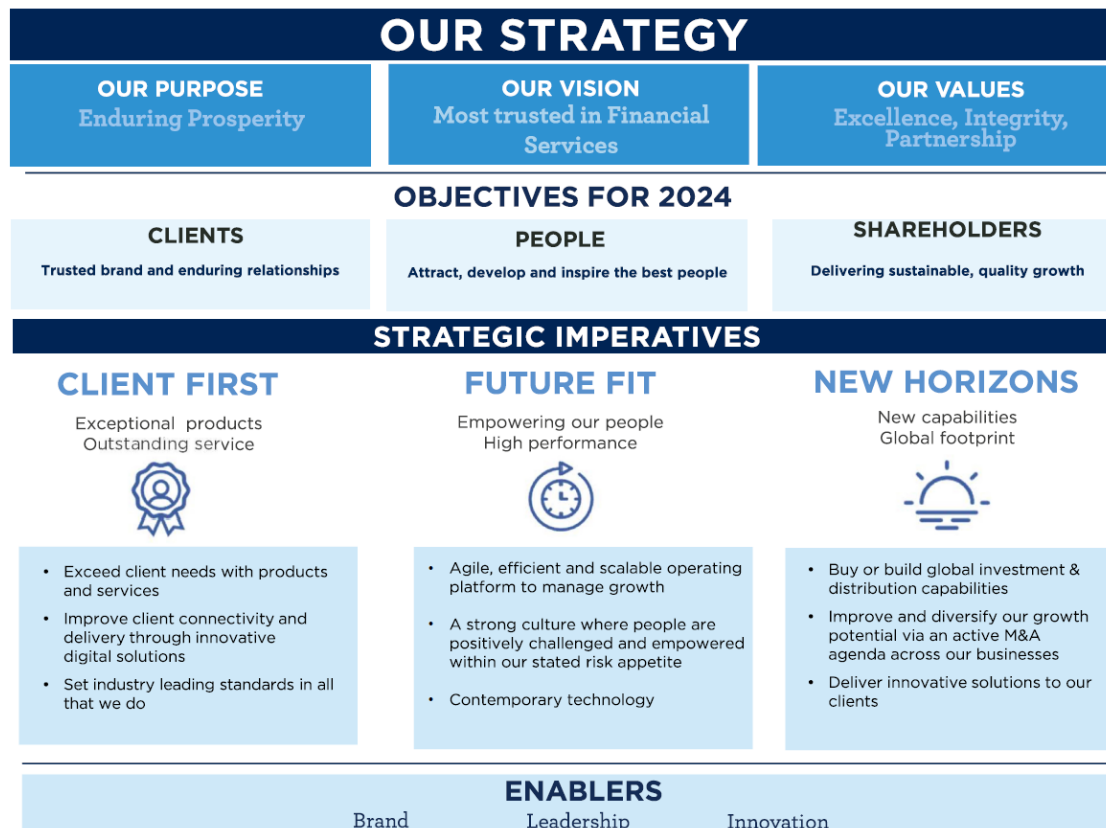 OUR STRATEGY
OUR PURPOSE
Enduring Prosperity
OUR VISION
Most trusted in Financial
Services
OUR VALUES
Excellence, Integrity,
Partnership
OBJECTIVES FOR 2024
CLIENTS
Trusted brand and enduring relationships
PEOPLE
Attract, develop and inspire the best people
SHAREHOLDERS
Delivering sustainable, quality growth
STRATEGIC IMPERATIVES
CLIENT FIRST
Exceptional products
Outstanding service
• Exceed client needs with products
and services
• Improve client connectivity and
delivery through innovative
digital solutions
• Set industry leading standards in all
that we do
FUTURE FIT
Empowering our people
High performance
• Agile, efficient and scalable operating
platform to manage growth
• A strong culture where people are
positively challenged and empowered
within our stated risk appetite
• Contemporary technology
NEW HORIZONS
New capabilities
Global footprint
• Buy or build global investment &
distribution capabilities
• Improve and diversify our growth
potential via an active M&A
agenda across our businesses
• Deliver innovative solutions to our
clients
ENABLERS
Brand Leadership Innovation